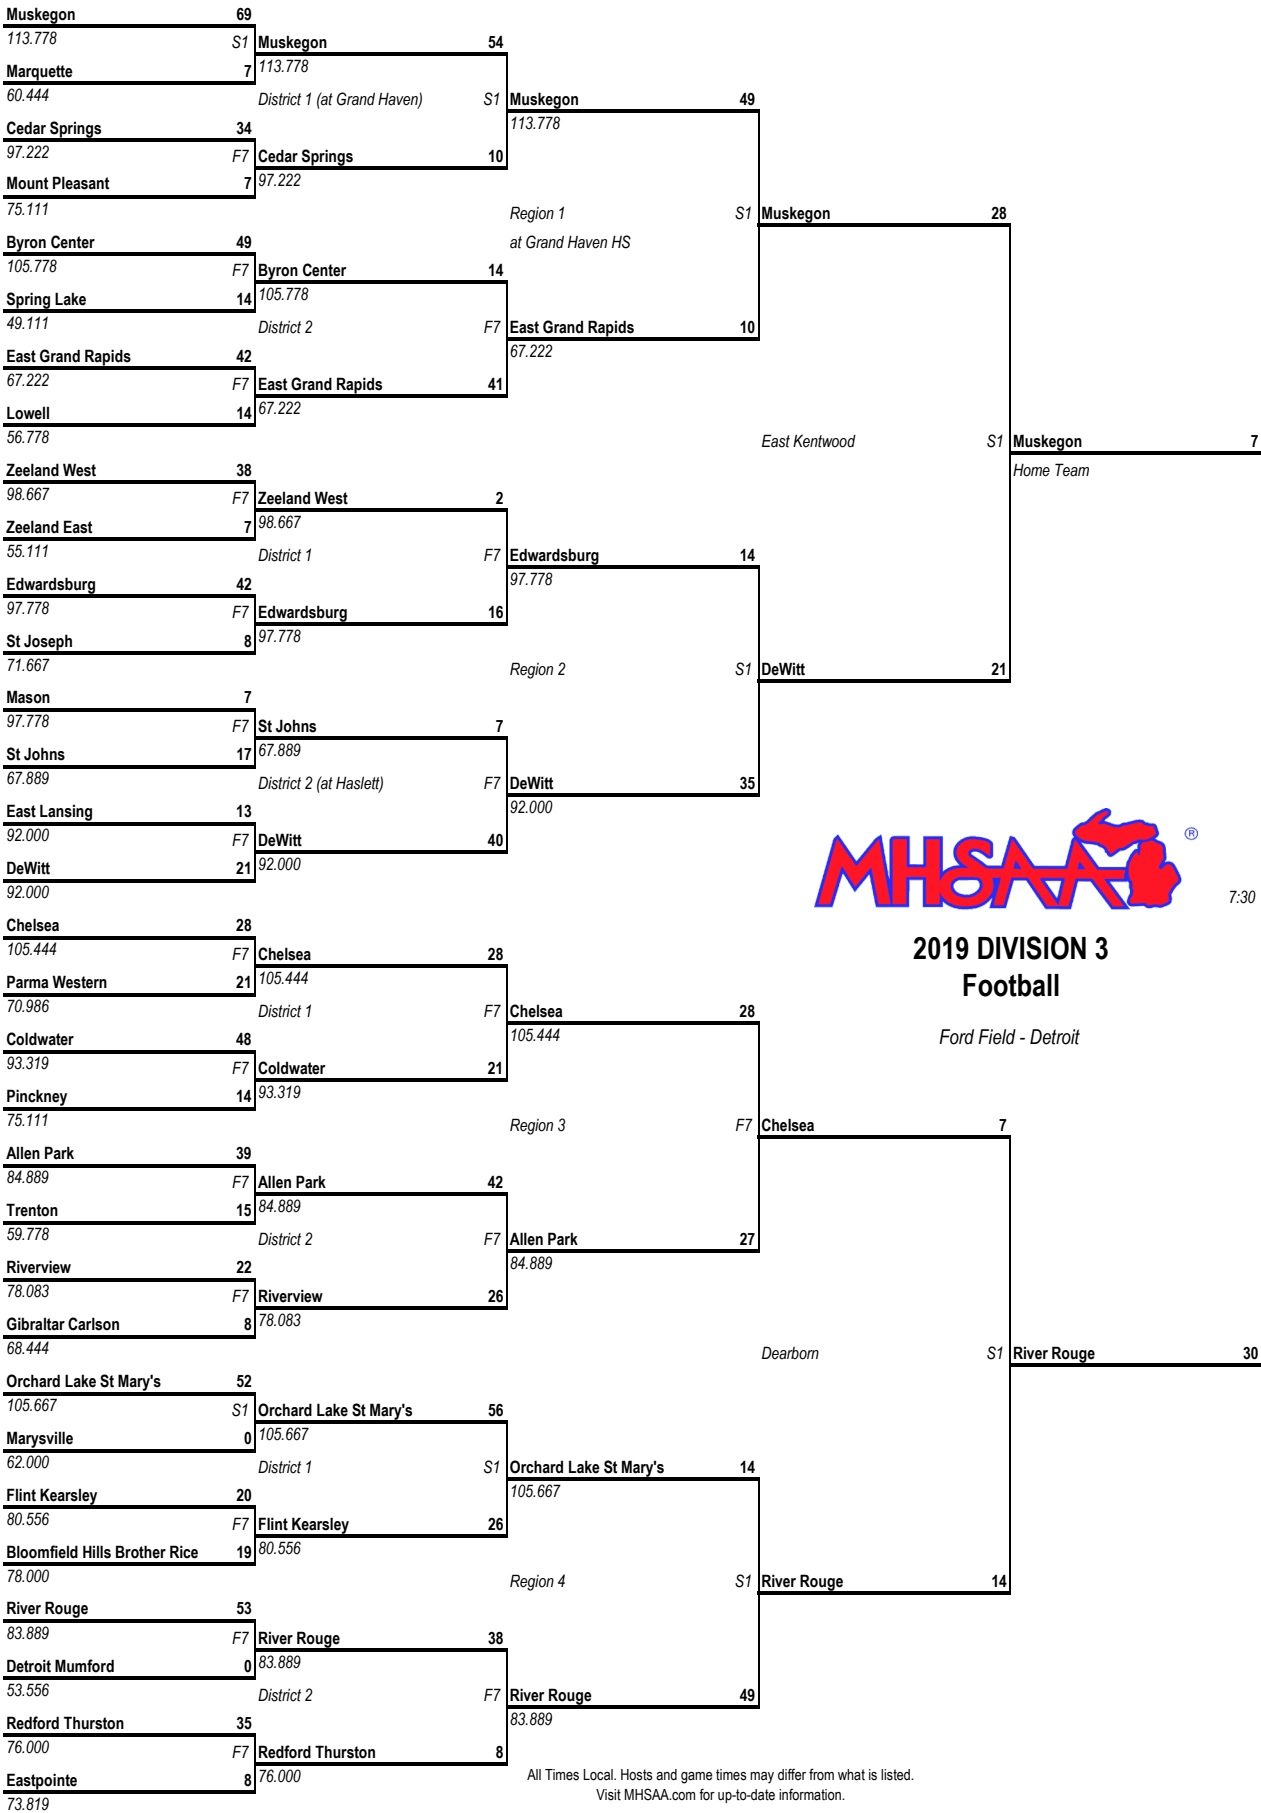 Muskegon 69
113.778
S1 Muskegon 54
Marquette 7
113.778
60.444
District 1 (at Grand Haven) S1 Muskegon 49
Cedar Springs 34
113.778
97.222
F7 Cedar Springs 10
Mount Pleasant 7
97.222
75.111
Region 1 S1 Muskegon 28
Byron Center 49
at Grand Haven HS
105.778
F7 Byron Center 14
Spring Lake 14
105.778
49.111
District 2 F7 East Grand Rapids 10
East Grand Rapids 42
67.222
67.222
F7 East Grand Rapids 41
Lowell 14
67.222
56.778
East Kentwood S1 Muskegon 7
Zeeland West 38
Home Team
98.667
F7 Zeeland West 2
Zeeland East 7
98.667
55.111
District 1 F7 Edwardsburg 14
Edwardsburg 42
97.778
97.778
F7 Edwardsburg 16
St Joseph 8
97.778
71.667
Region 2 S1 DeWitt 21
Mason 7
97.778
F7 St Johns 7
St Johns 17
67.889
67.889
District 2 (at Haslett) F7 DeWitt 35
East Lansing 13
92.000
92.000
F7 DeWitt 40
DeWitt 21
92.000
92.000
MHSAA ®
7:30
2019 DIVISION 3
Football
Ford Field - Detroit
Chelsea 28
105.444
F7 Chelsea 28
Parma Western 21
105.444
70.986
District 1 F7 Chelsea 28
Coldwater 48
105.444
93.319
F7 Coldwater 21
Pinckney 14
93.319
75.111
Region 3 F7 Chelsea 7
Allen Park 39
84.889
F7 Allen Park 42
Trenton 15
84.889
59.778
District 2 F7 Allen Park 27
Riverview 22
84.889
78.083
F7 Riverview 26
Gibraltar Carlson 8
78.083
68.444
Dearborn S1 River Rouge 30
Orchard Lake St Mary's 52
105.667
S1 Orchard Lake St Mary's 56
Marysville 0
105.667
62.000
District 1 S1 Orchard Lake St Mary's 14
Flint Kearsley 20
105.667
80.556
F7 Flint Kearsley 26
Bloomfield Hills Brother Rice 19
80.556
78.000
Region 4 S1 River Rouge 14
River Rouge 53
83.889
F7 River Rouge 38
Detroit Mumford 0
83.889
53.556
District 2 F7 River Rouge 49
Redford Thurston 35
83.889
76.000
F7 Redford Thurston 8
Eastpointe 8
76.000
73.819
All Times Local. Hosts and game times may differ from what is listed.
Visit MHSAA.com for up-to-date information.